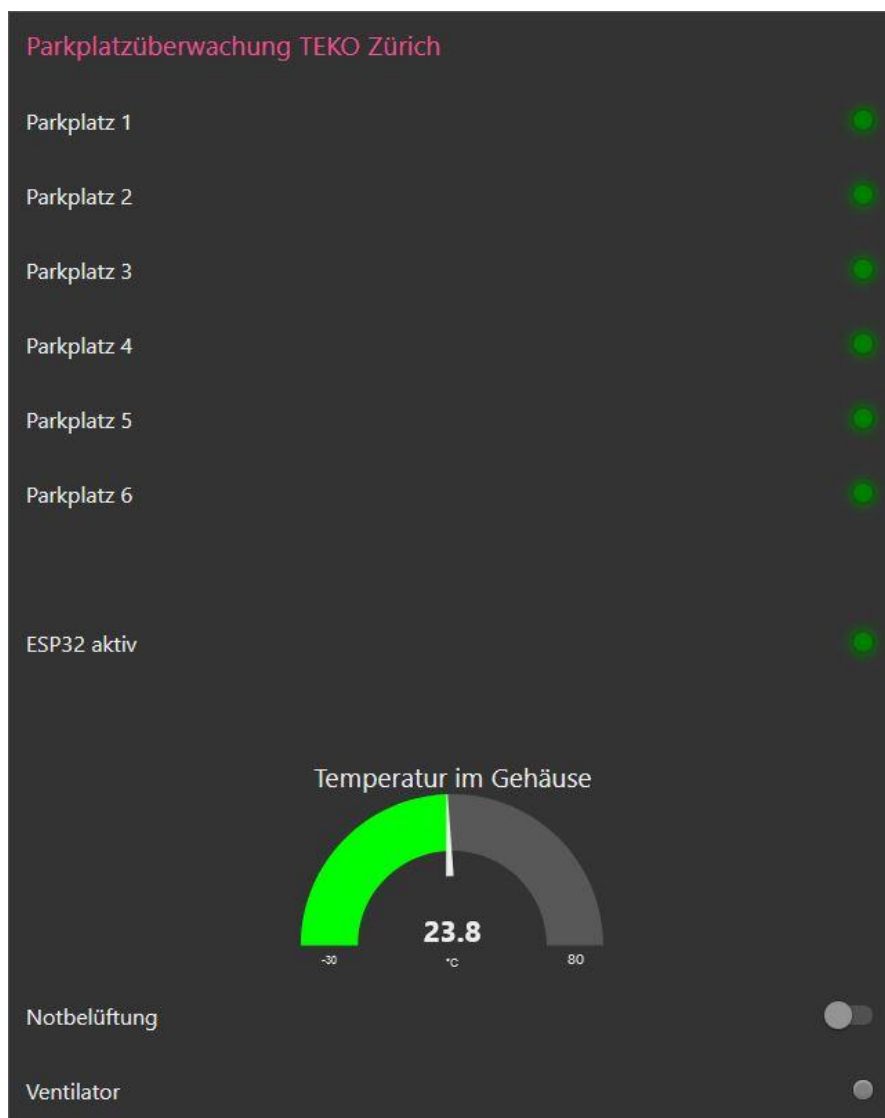 Parkplatzüberwachung TEKO Zürich
Parkplatz 1
Parkplatz 2
Parkplatz 3
Parkplatz 4
Parkplatz 5
Parkplatz 6
ESP32 aktiv
Temperatur im Gehäuse
23.8
-30 °C 80
Notbelüftung
Ventilator